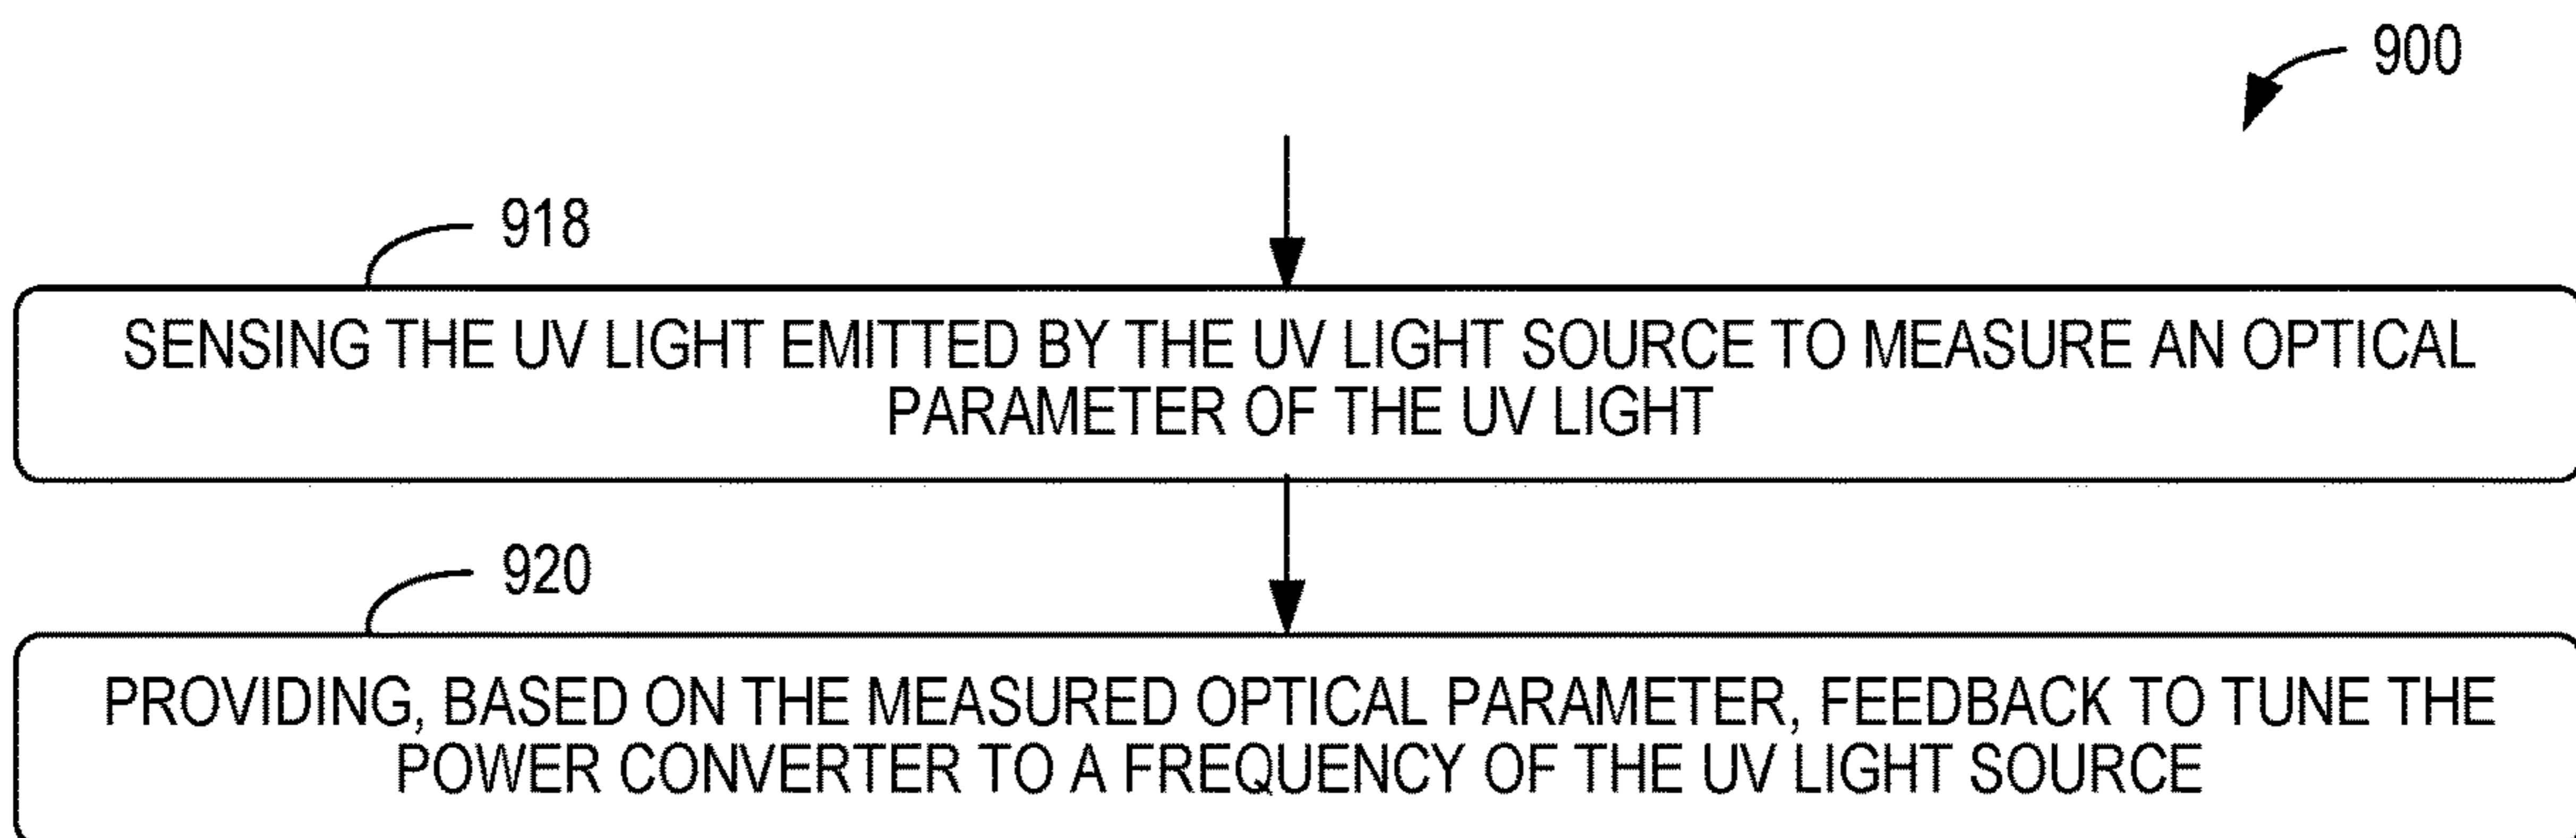 900
918
SENSING THE UV LIGHT EMITTED BY THE UV LIGHT SOURCE TO MEASURE AN OPTICAL
PARAMETER OF THE UV LIGHT
920
PROVIDING, BASED ON THE MEASURED OPTICAL PARAMETER, FEEDBACK TO TUNE THE
POWER CONVERTER TO A FREQUENCY OF THE UV LIGHT SOURCE